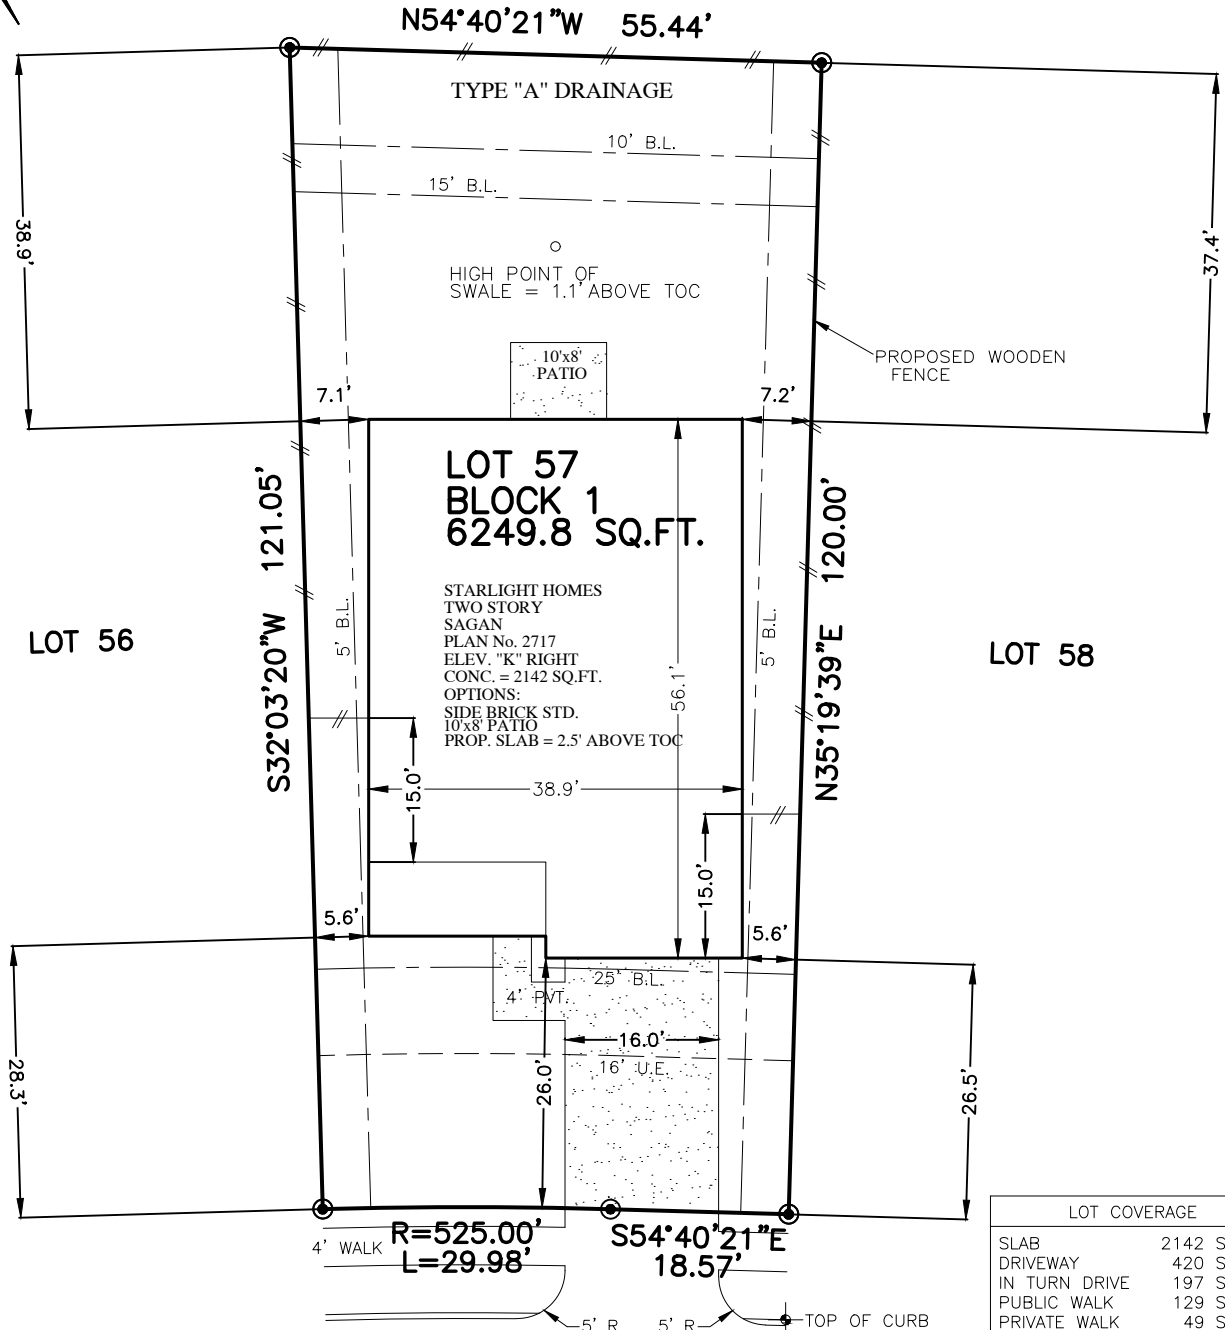 N54°40'21"W 55.44'
TYPE "A" DRAINAGE
10' B.L.
15' B.L.
38.9'
37.4'
HIGH POINT OF
SWALE = 1.1' ABOVE TOC
10'x8'
PATIO
PROPOSED WOODEN
FENCE
7.1'
7.2'
LOT 57
BLOCK 1
6249.8 SQ.FT.
S32°03'20"W 121.05'
N35°19'39"E 120.00'
STARLIGHT HOMES
TWO STORY
SAGAN
PLAN No. 2717
ELEV. "K" RIGHT
CONC. = 2142 SQ.FT.
OPTIONS:
SIDE BRICK STD.
10'x8' PATIO
PROP. SLAB = 2.5' ABOVE TOC
5' B.L.
5' B.L.
LOT 56
LOT 58
56.1'
38.9'
15.0'
15.0'
5.6'
5.6'
25' B.L.
4' PVT.
16.0'
16' U.E.
26.0'
28.3'
26.5'
R=525.00'
L=29.98'
S54°40'21"E
18.57'
4' WALK
5' R
5' R
TOP OF CURB
LOT COVERAGE
SLAB 2142 S
DRIVEWAY 420 S
IN TURN DRIVE 197 S
PUBLIC WALK 129 S
PRIVATE WALK 49 S